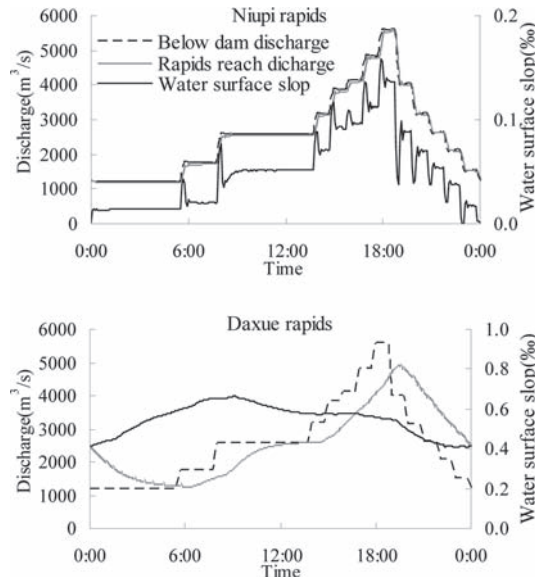 Niupi rapids
6000
5000
4000
3000
2000
1000
0
Discharge(m³/s)
Below dam discharge
Rapids reach dicharge
Water surface slop
0.2
0.1
0.0
Water surface slop(‰)
0:00 6:00 12:00 18:00 0:00
Time
Daxue rapids
6000
5000
4000
3000
2000
1000
0
Discharge(m³/s)
1.0
0.8
0.6
0.4
0.2
0.0
Water surface slop(‰)
0:00 6:00 12:00 18:00 0:00
Time